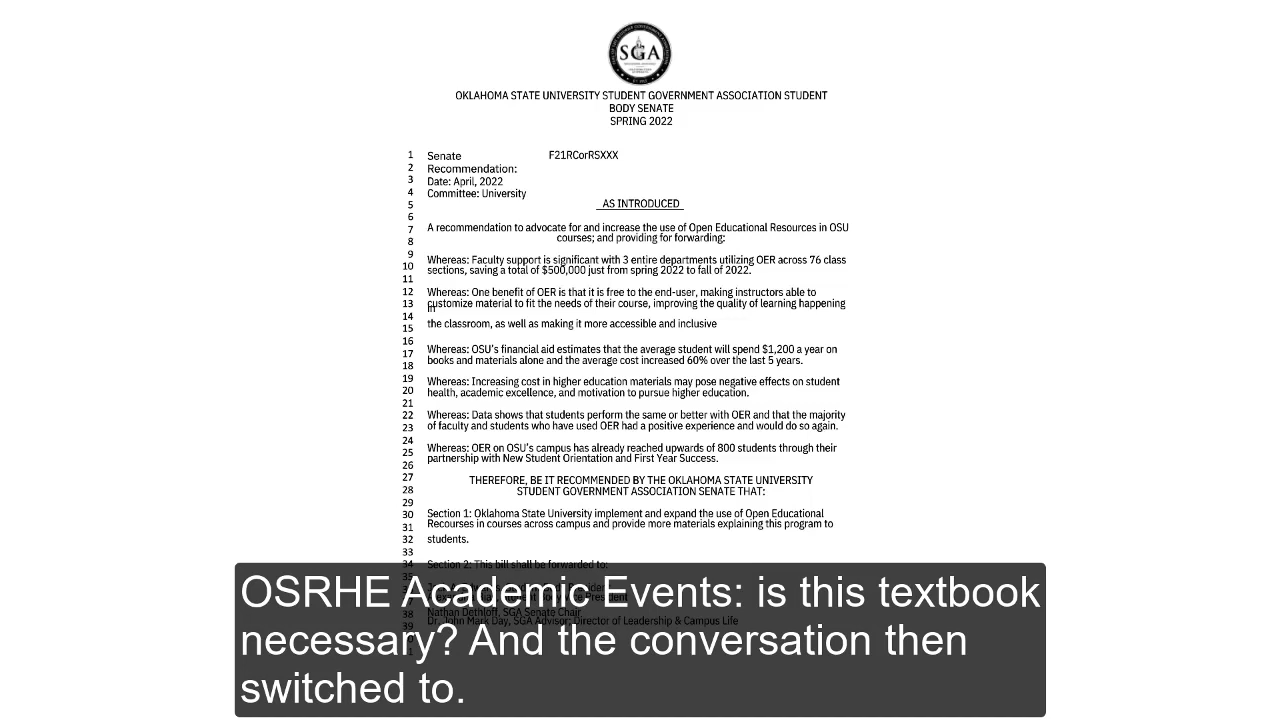 SGA
OKLAHOMA STATE UNIVERSITY STUDENT GOVERNMENT ASSOCIATION STUDENT
BODY SENATE
SPRING 2022
1 Senate F21RCorRSXXX
2 Recommendation:
3 Date: April, 2022
4 Committee: University
5 AS INTRODUCED
6
7 A recommendation to advocate for and increase the use of Open Educational Resources in OSU
8 courses; and providing for forwarding:
9
10 Whereas: Faculty support is significant with 3 entire departments utilizing OER across 76 class
sections, saving a total of $500,000 just from spring 2022 to fall of 2022.
11
12 Whereas: One benefit of OER is that it is free to the end-user, making instructors able to
13 customize material to fit the needs of their course, improving the quality of learning happening
in
14
15 the classroom, as well as making it more accessible and inclusive
16
17 Whereas: OSU's financial aid estimates that the average student will spend $1,200 a year on
18 books and materials alone and the average cost increased 60% over the last 5 years.
19 Whereas: Increasing cost in higher education materials may pose negative effects on student
20 health, academic excellence, and motivation to pursue higher education.
21
22 Whereas: Data shows that students perform the same or better with OER and that the majority
23 of faculty and students who have used OER had a positive experience and would do so again.
24
25 Whereas: OER on OSU's campus has already reached upwards of 800 students through their
26 partnership with New Student Orientation and First Year Success.
27 THEREFORE, BE IT RECOMMENDED BY THE OKLAHOMA STATE UNIVERSITY
28 STUDENT GOVERNMENT ASSOCIATION SENATE THAT:
29
30 Section 1: Oklahoma State University implement and expand the use of Open Educational
31 Recourses in courses across campus and provide more materials explaining this program to
32 students.
33
34 Section 2: This bill shall be forwarded to:
38 Nathan Dethloff, SGA Senate Chair
39 Dr. John Mark Day, SGA Advisor; Director of Leadership & Campus Life
OSRHE Academic Events: is this textbook
necessary? And the conversation then
switched to.